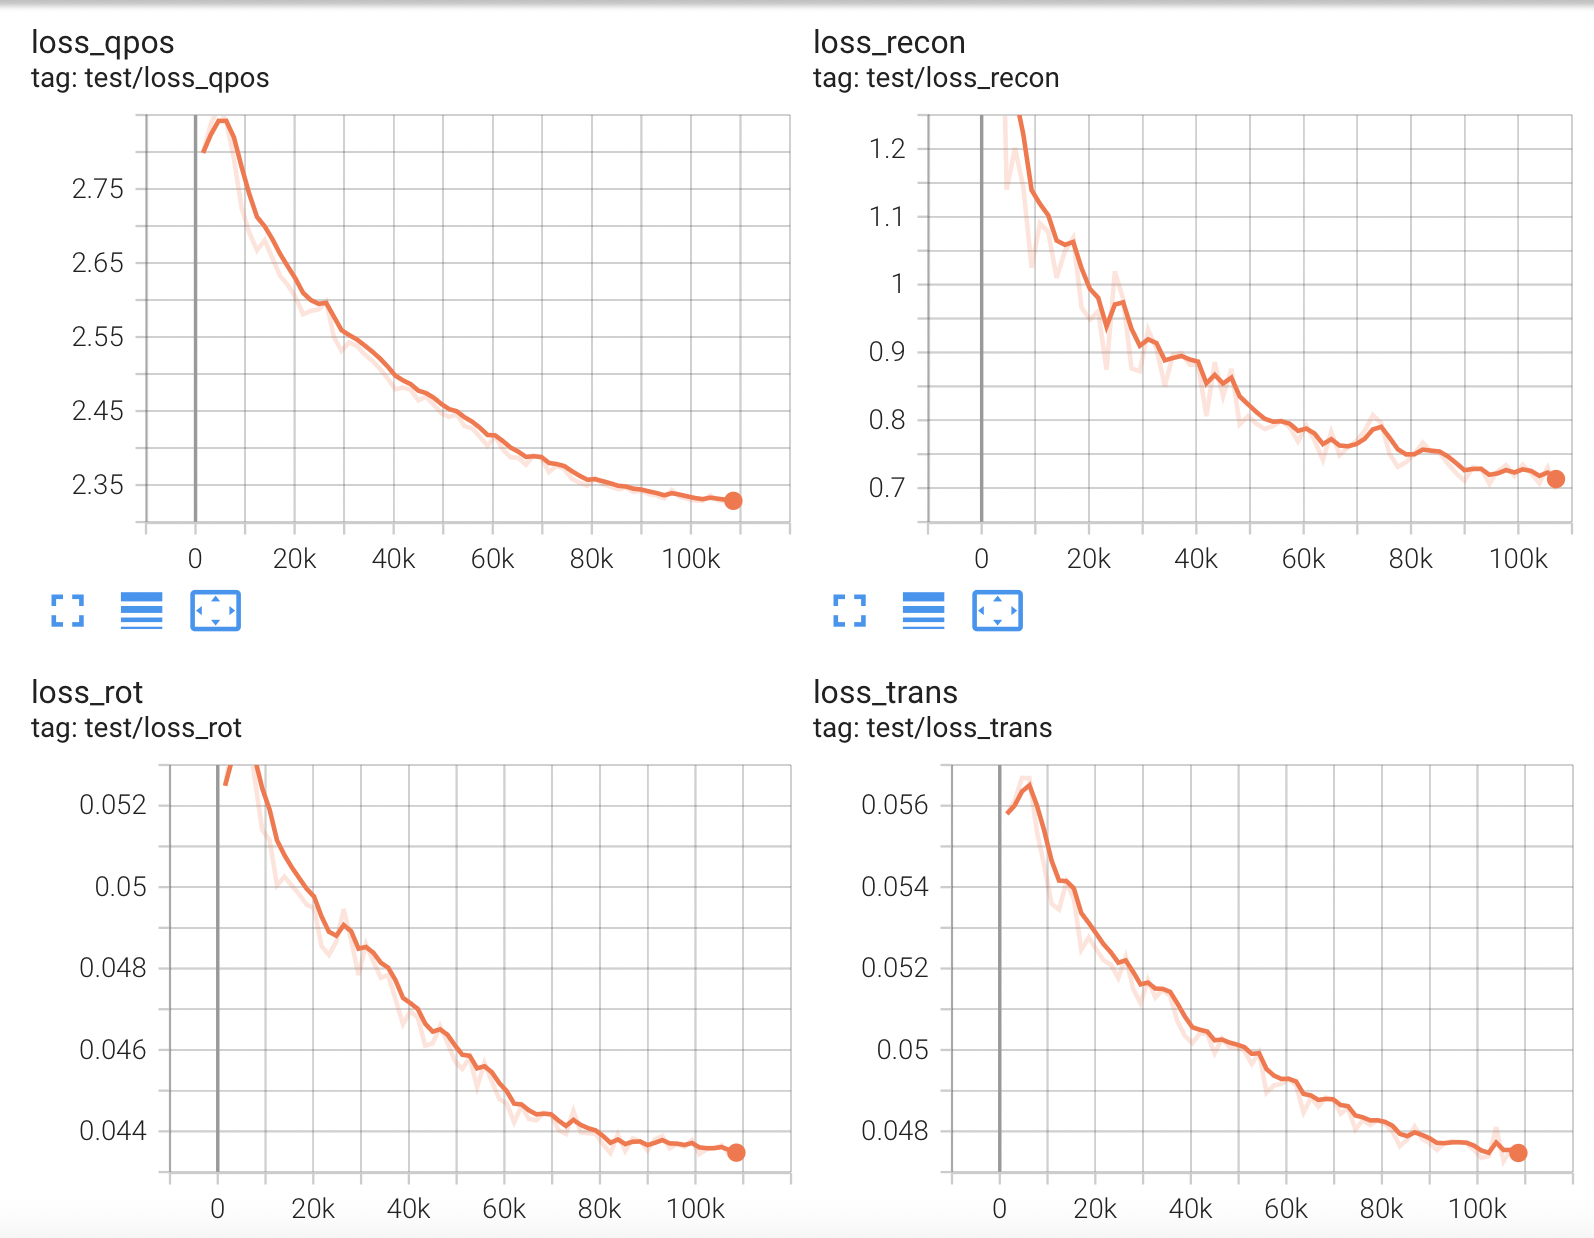 loss_qpos
tag: test/loss_qpos
2.75
2.65
2.55
2.45
2.35
0 20k 40k 60k 80k 100k
loss_recon
tag: test/loss_recon
1.2
1.1
1
0.9
0.8
0.7
0 20k 40k 60k 80k 100k
loss_rot
tag: test/loss_rot
0.052
0.05
0.048
0.046
0.044
0 20k 40k 60k 80k 100k
loss_trans
tag: test/loss_trans
0.056
0.054
0.052
0.05
0.048
0 20k 40k 60k 80k 100k